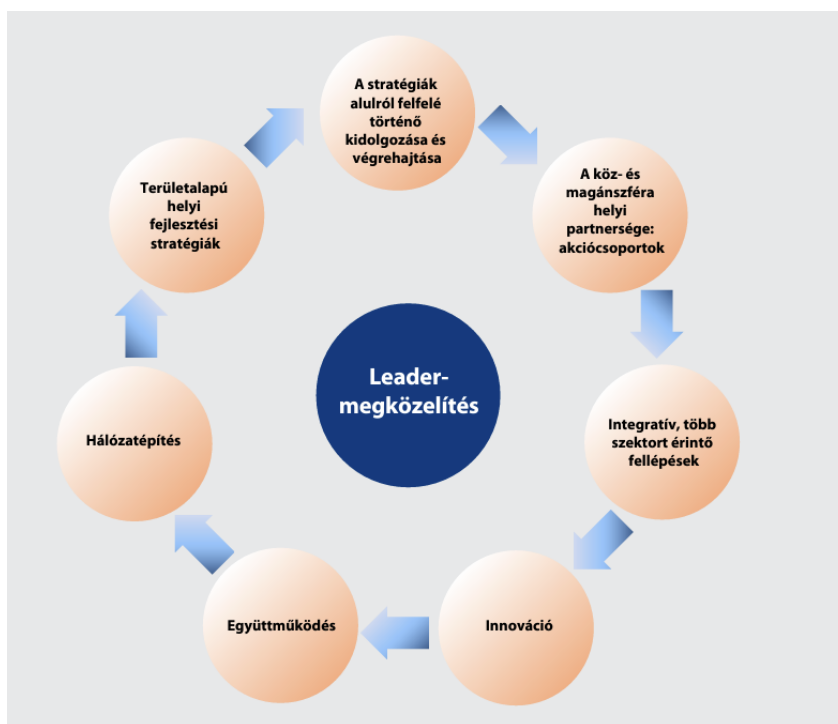 A stratégiák
alulról felfelé
történő
kidolgozása és
végrehajtása
A köz- és
magánszféra
helyi
partnersége:
akciócsoportok
Integratív, több
szektort érintő
fellépések
Innováció
Együttműködés
Hálózatépítés
Területalapú
helyi
fejlesztési
stratégiák
Leader-
megközelítés